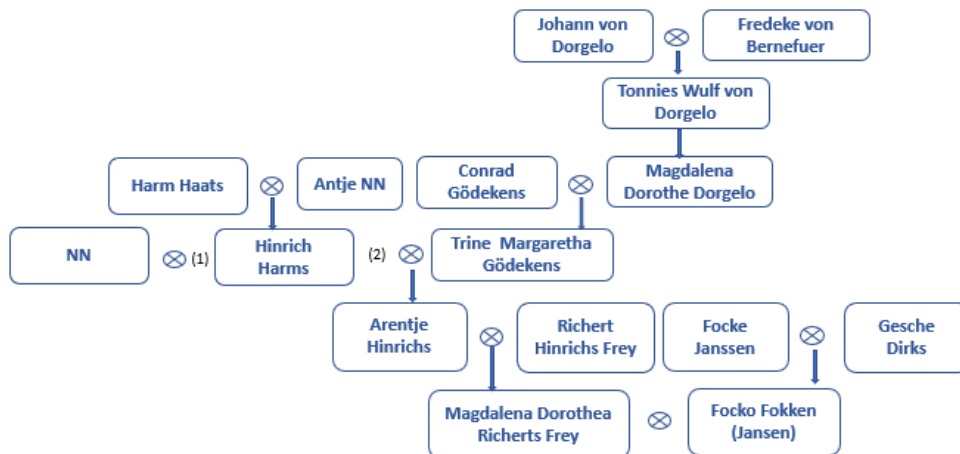 Johann von
Dorgelo
Fredeke von
Bernefuer
Tonnies Wulf von
Dorgelo
Harm Haats
Antje NN
Conrad
Gödekens
Magdalena
Dorothe Dorgelo
NN
(1)
Hinrich
Harms
(2)
Trine Margaretha
Gödekens
Arentje
Hinrichs
Richert
Hinrichs Frey
Focke
Janssen
Gesche
Dirks
Magdalena Dorothea
Richerts Frey
Focko Fokken
(Jansen)